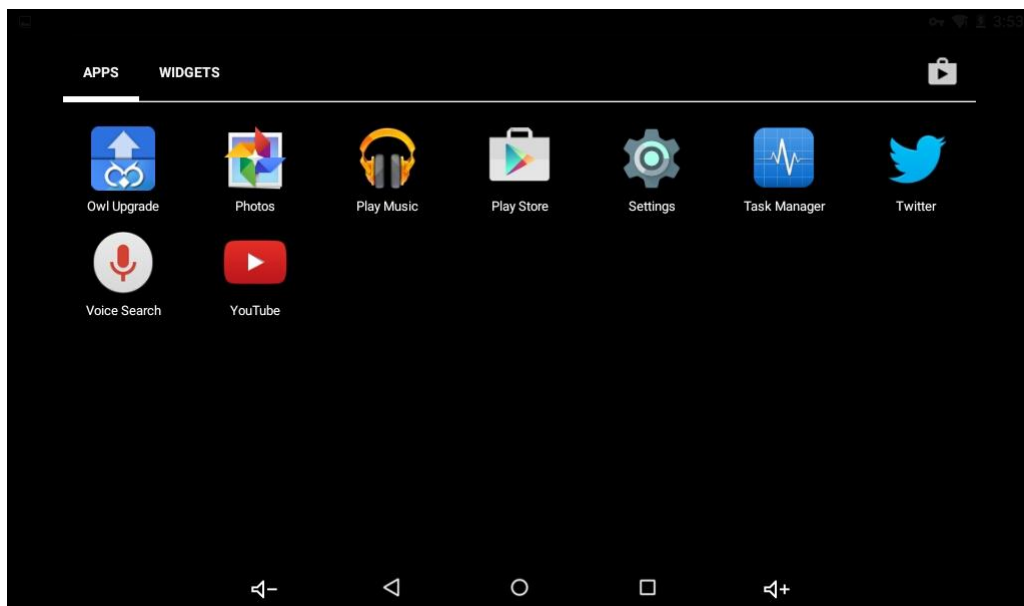 3:53
APPS WIDGETS
Owl Upgrade Photos Play Music Play Store Settings Task Manager Twitter
Voice Search YouTube